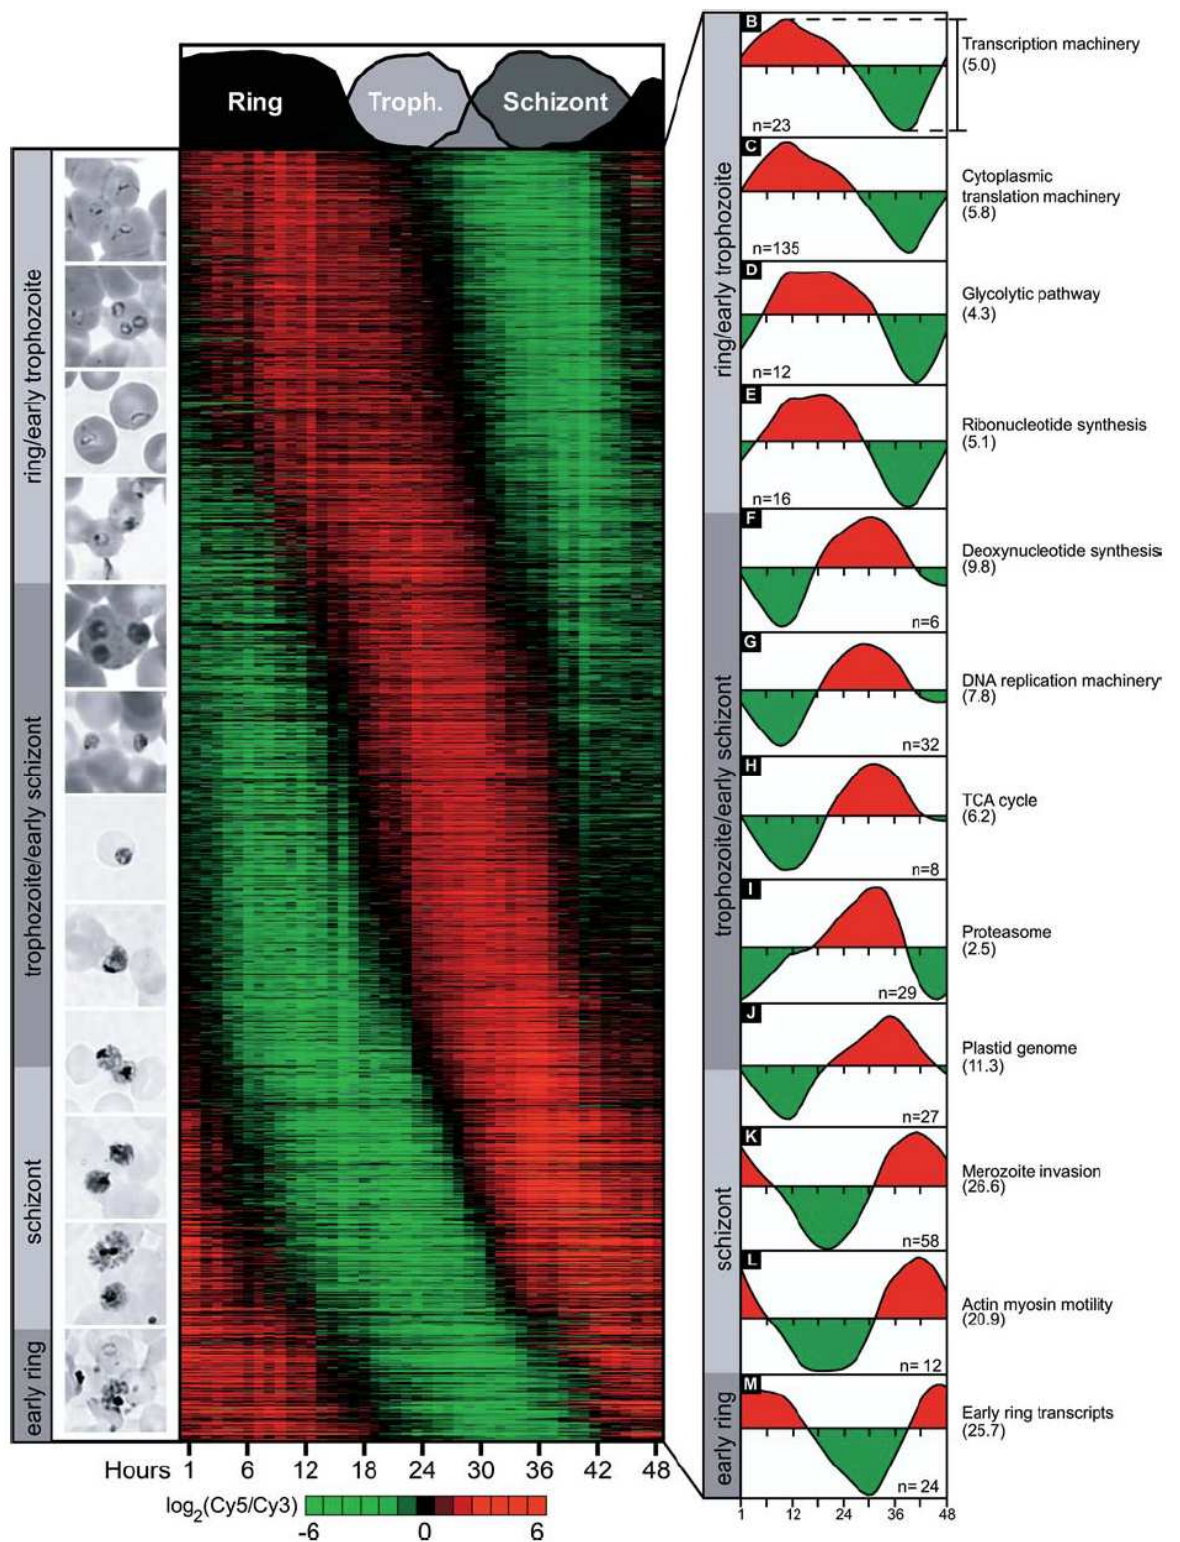 Ring
Troph.
Schizont
ring/early trophozoite
trophozoite/early schizont
schizont
early ring
Hours 1 6 12 18 24 30 36 42 48
log2(Cy5/Cy3)
-6 0 6
ring/early trophozoite
trophozoite/early schizont
schizont
early ring
B
Transcription machinery
(5.0)
n=23
C
Cytoplasmic
translation machinery
(5.8)
n=135
D
Glycolytic pathway
(4.3)
n=12
E
Ribonucleotide synthesis
(5.1)
n=16
F
Deoxynucleotide synthesis
(9.8)
n=6
G
DNA replication machinery
(7.8)
n=32
H
TCA cycle
(6.2)
n=8
I
Proteasome
(2.5)
n=29
J
Plastid genome
(11.3)
n=27
K
Merozoite invasion
(26.6)
n=58
L
Actin myosin motility
(20.9)
n= 12
M
Early ring transcripts
(25.7)
n= 24
1 12 24 36 48